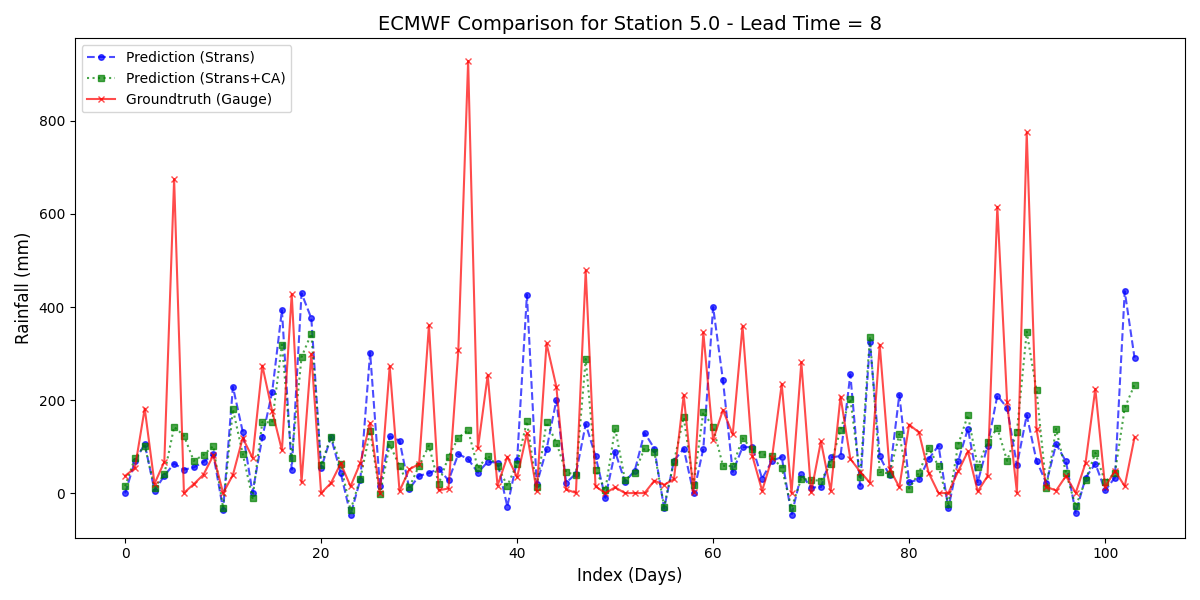 ECMWF Comparison for Station 5.0 - Lead Time = 8
Prediction (Strans)
Prediction (Strans+CA)
Groundtruth (Gauge)
Rainfall (mm)
800
600
400
200
0
0 20 40 60 80 100
Index (Days)